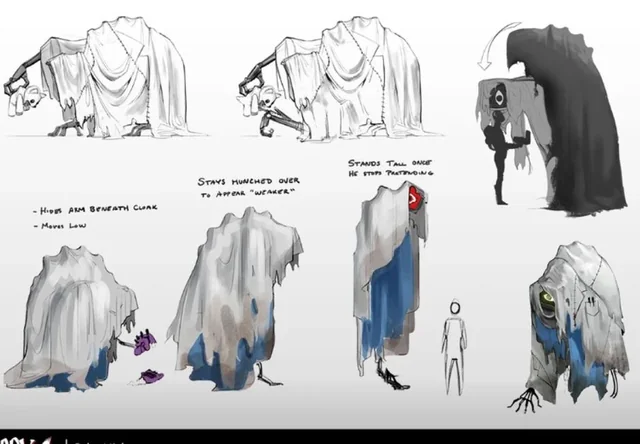 STANDS TALL ONCE
HE STOPS PRETENDING
STAYS HUNCHED OVER
TO APPEAR "WEAKER"
- HIDES ARM BENEATH CLOAK
- MOVES LOW